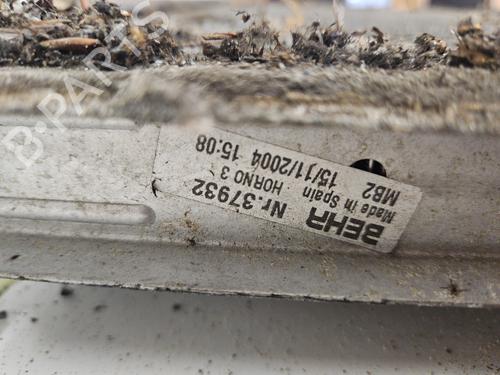 BEHR
Made in Spain
MB2
Nr.37932
HORNO 3
15/11/2004 15:08
B-PARTS